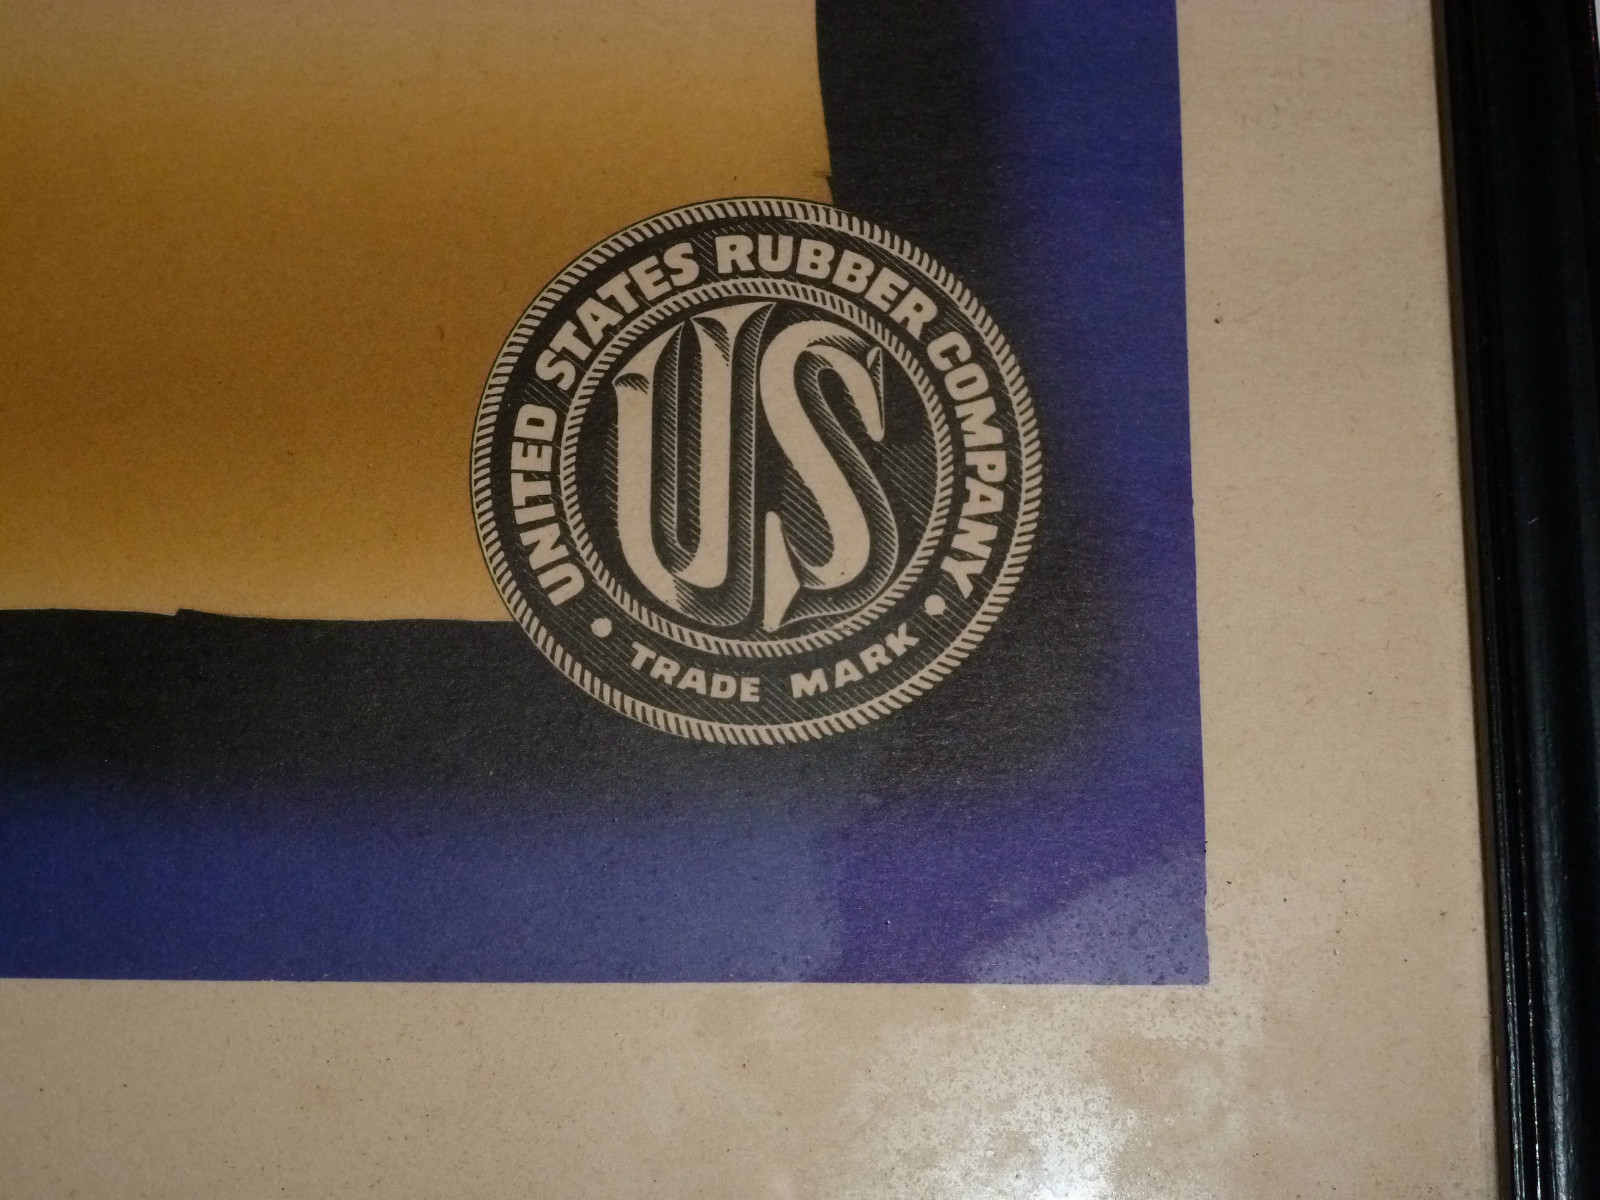 UNITED STATES RUBBER COMPANY
US
• TRADE MARK •